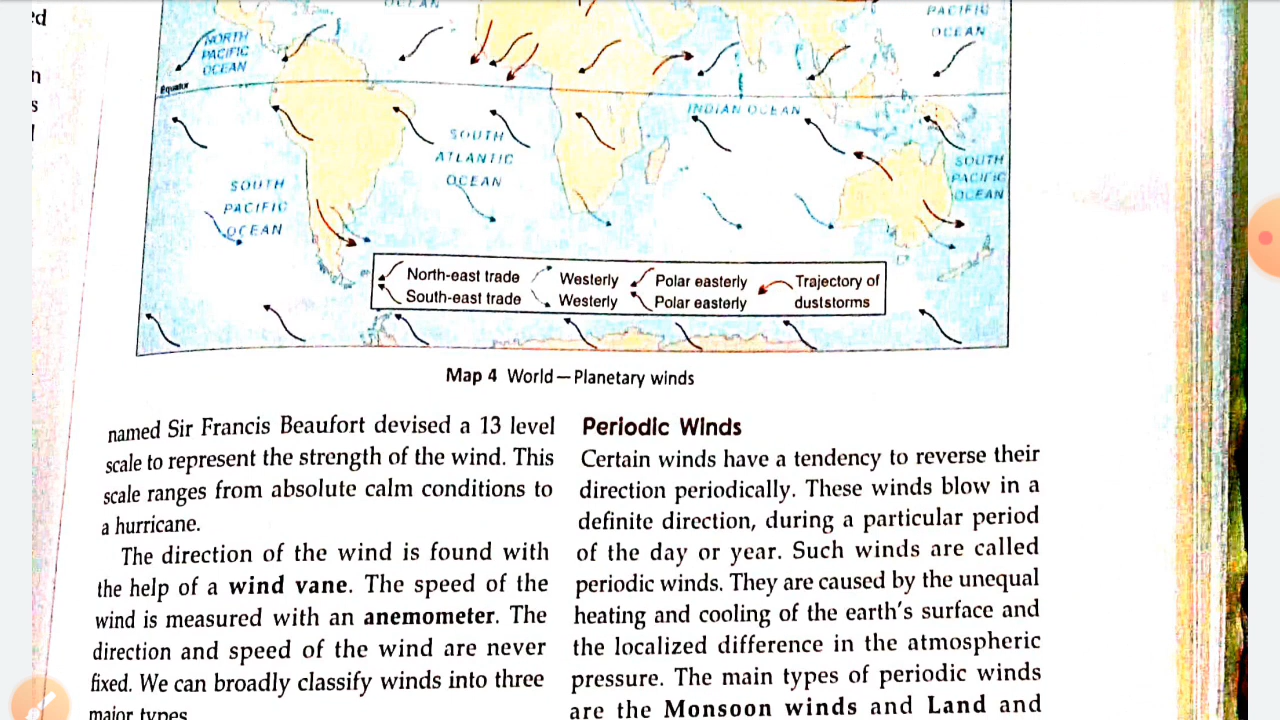 ed
n
s
OCEAN
PACIFIC
OCEAN
NORTH
PACIFIC
OCEAN
Equator
INDIAN OCEAN
SOUTH
ATLANTIC
OCEAN
SOUTH
PACIFIC
OCEAN
SOUTH
PACIFIC
OCEAN
North-east trade
Westerly
Polar easterly
Trajectory of
duststorms
South-east trade
Westerly
Polar easterly
Map 4 World—Planetary winds
named Sir Francis Beaufort devised a 13 level
scale to represent the strength of the wind. This
scale ranges from absolute calm conditions to
a hurricane.
The direction of the wind is found with
the help of a wind vane. The speed of the
wind is measured with an anemometer. The
direction and speed of the wind are never
fixed. We can broadly classify winds into three
major types
Periodic Winds
Certain winds have a tendency to reverse their
direction periodically. These winds blow in a
definite direction, during a particular period
of the day or year. Such winds are called
periodic winds. They are caused by the unequal
heating and cooling of the earth's surface and
the localized difference in the atmospheric
pressure. The main types of periodic winds
are the Monsoon winds and Land and